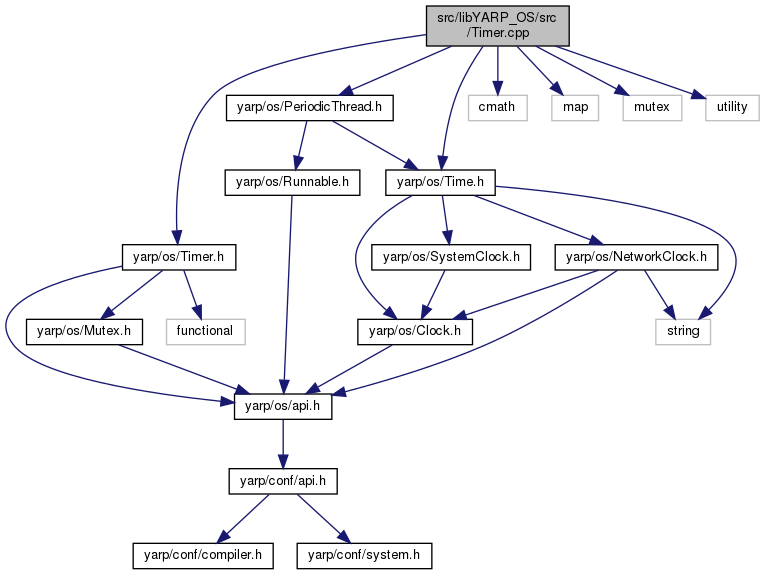 src/libYARP_OS/src
/Timer.cpp
yarp/os/PeriodicThread.h
cmath
map
mutex
utility
yarp/os/Runnable.h
yarp/os/Time.h
yarp/os/Timer.h
yarp/os/SystemClock.h
yarp/os/NetworkClock.h
yarp/os/Mutex.h
functional
yarp/os/Clock.h
string
yarp/os/api.h
yarp/conf/api.h
yarp/conf/compiler.h
yarp/conf/system.h